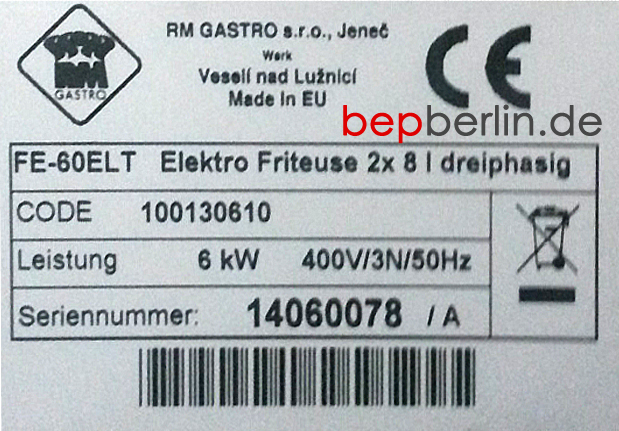 RM
GASTRO
RM GASTRO s.r.o., Jeneč
Werk
Veselí nad Lužnicí
Made in EU
CE
bepberlin.de
FE-60ELT Elektro Friteuse 2x 8 l dreiphasig
CODE 100130610
Leistung 6 kW 400V/3N/50Hz
Seriennummer: 14060078 / A